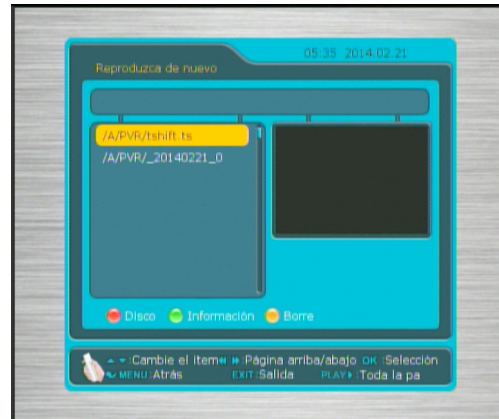 05:35 2014.02.21
Reproduzca de nuevo
/A/PVR/tshift.ts
/A/PVR/_20140221_0
Disco Información Borre
:Cambie el ítem :Página arriba/abajo OK :Selección
MENU:Atrás EXIT:Salida PLAY :Toda la pa